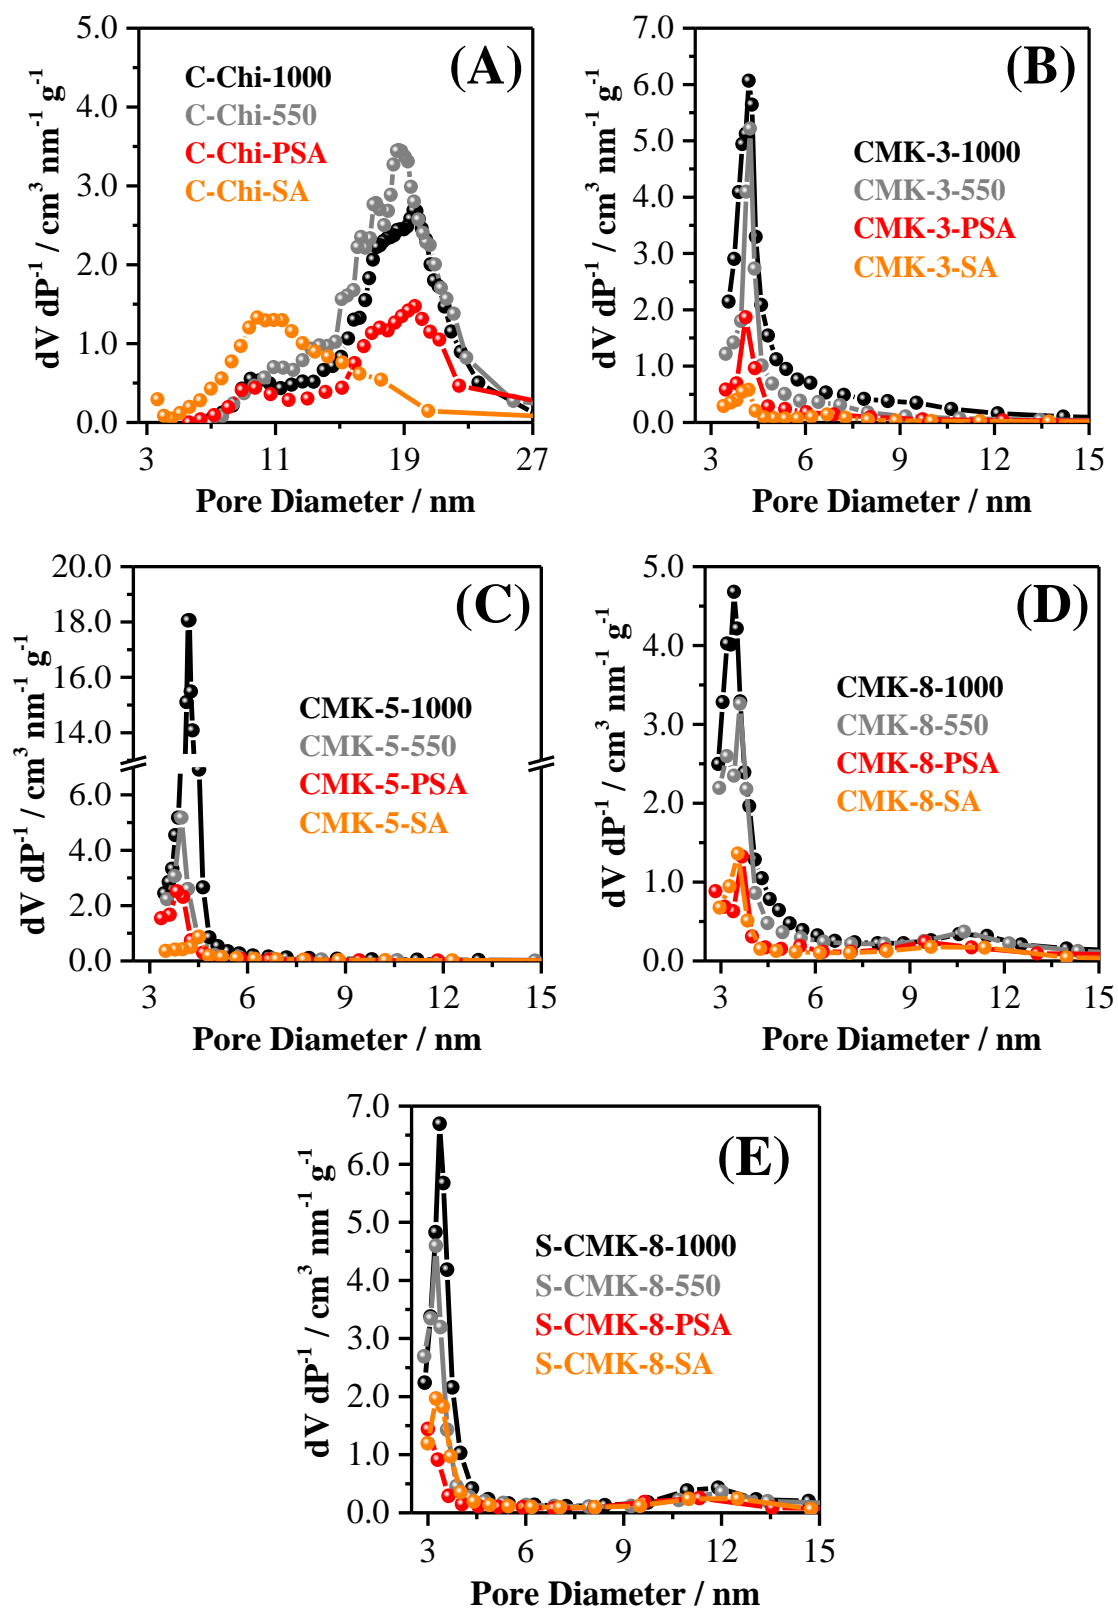 (A)
C-Chi-1000
C-Chi-550
C-Chi-PSA
C-Chi-SA
5.0
4.0
3.0
2.0
1.0
0.0
dV dP⁻¹ / cm³ nm⁻¹ g⁻¹
3 11 19 27
Pore Diameter / nm
(B)
CMK-3-1000
CMK-3-550
CMK-3-PSA
CMK-3-SA
7.0
6.0
5.0
4.0
3.0
2.0
1.0
0.0
dV dP⁻¹ / cm³ nm⁻¹ g⁻¹
3 6 9 12 15
Pore Diameter / nm
(C)
CMK-5-1000
CMK-5-550
CMK-5-PSA
CMK-5-SA
20.0
18.0
16.0
14.0
6.0
4.0
2.0
0.0
dV dP⁻¹ / cm³ nm⁻¹ g⁻¹
3 6 9 12 15
Pore Diameter / nm
(D)
CMK-8-1000
CMK-8-550
CMK-8-PSA
CMK-8-SA
5.0
4.0
3.0
2.0
1.0
0.0
dV dP⁻¹ / cm³ nm⁻¹ g⁻¹
3 6 9 12 15
Pore Diameter / nm
(E)
S-CMK-8-1000
S-CMK-8-550
S-CMK-8-PSA
S-CMK-8-SA
7.0
6.0
5.0
4.0
3.0
2.0
1.0
0.0
dV dP⁻¹ / cm³ nm⁻¹ g⁻¹
3 6 9 12 15
Pore Diameter / nm